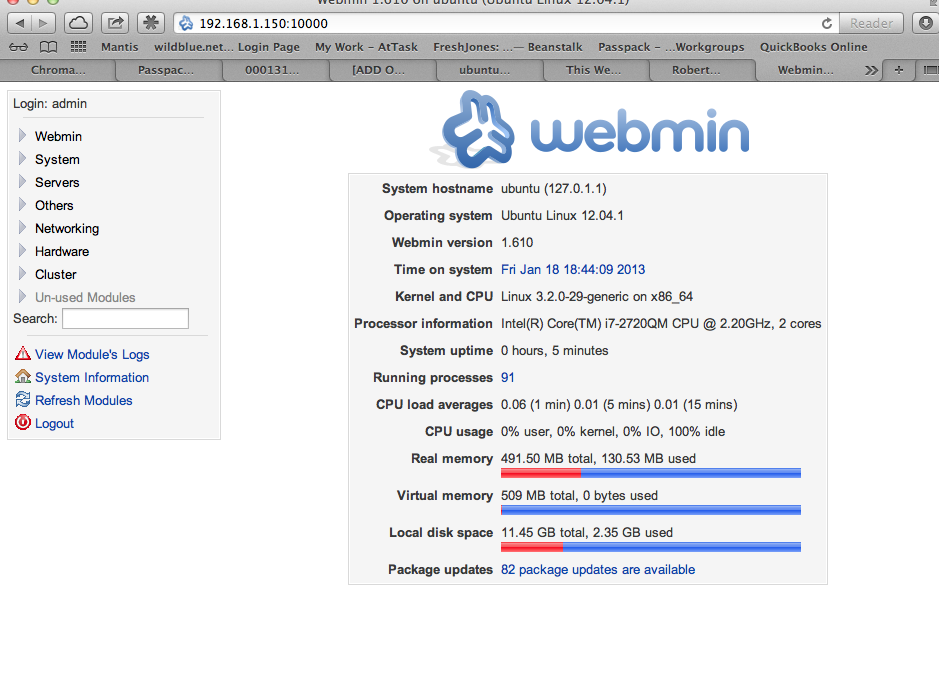 Webmin 1.610 on ubuntu (Ubuntu Linux 12.04.1)
192.168.1.150:10000
Reader
Mantis wildblue.net... Login Page My Work – AtTask FreshJones: ...— Beanstalk Passpack – ...Workgroups QuickBooks Online
Chroma... Passpac... 000131... [ADD O... ubuntu... This We... Robert... Webmin...
Login: admin
Webmin
System
Servers
Others
Networking
Hardware
Cluster
Un-used Modules
Search:
View Module's Logs
System Information
Refresh Modules
Logout
webmin
System hostname ubuntu (127.0.1.1)
Operating system Ubuntu Linux 12.04.1
Webmin version 1.610
Time on system Fri Jan 18 18:44:09 2013
Kernel and CPU Linux 3.2.0-29-generic on x86_64
Processor information Intel(R) Core(TM) i7-2720QM CPU @ 2.20GHz, 2 cores
System uptime 0 hours, 5 minutes
Running processes 91
CPU load averages 0.06 (1 min) 0.01 (5 mins) 0.01 (15 mins)
CPU usage 0% user, 0% kernel, 0% IO, 100% idle
Real memory 491.50 MB total, 130.53 MB used
Virtual memory 509 MB total, 0 bytes used
Local disk space 11.45 GB total, 2.35 GB used
Package updates 82 package updates are available